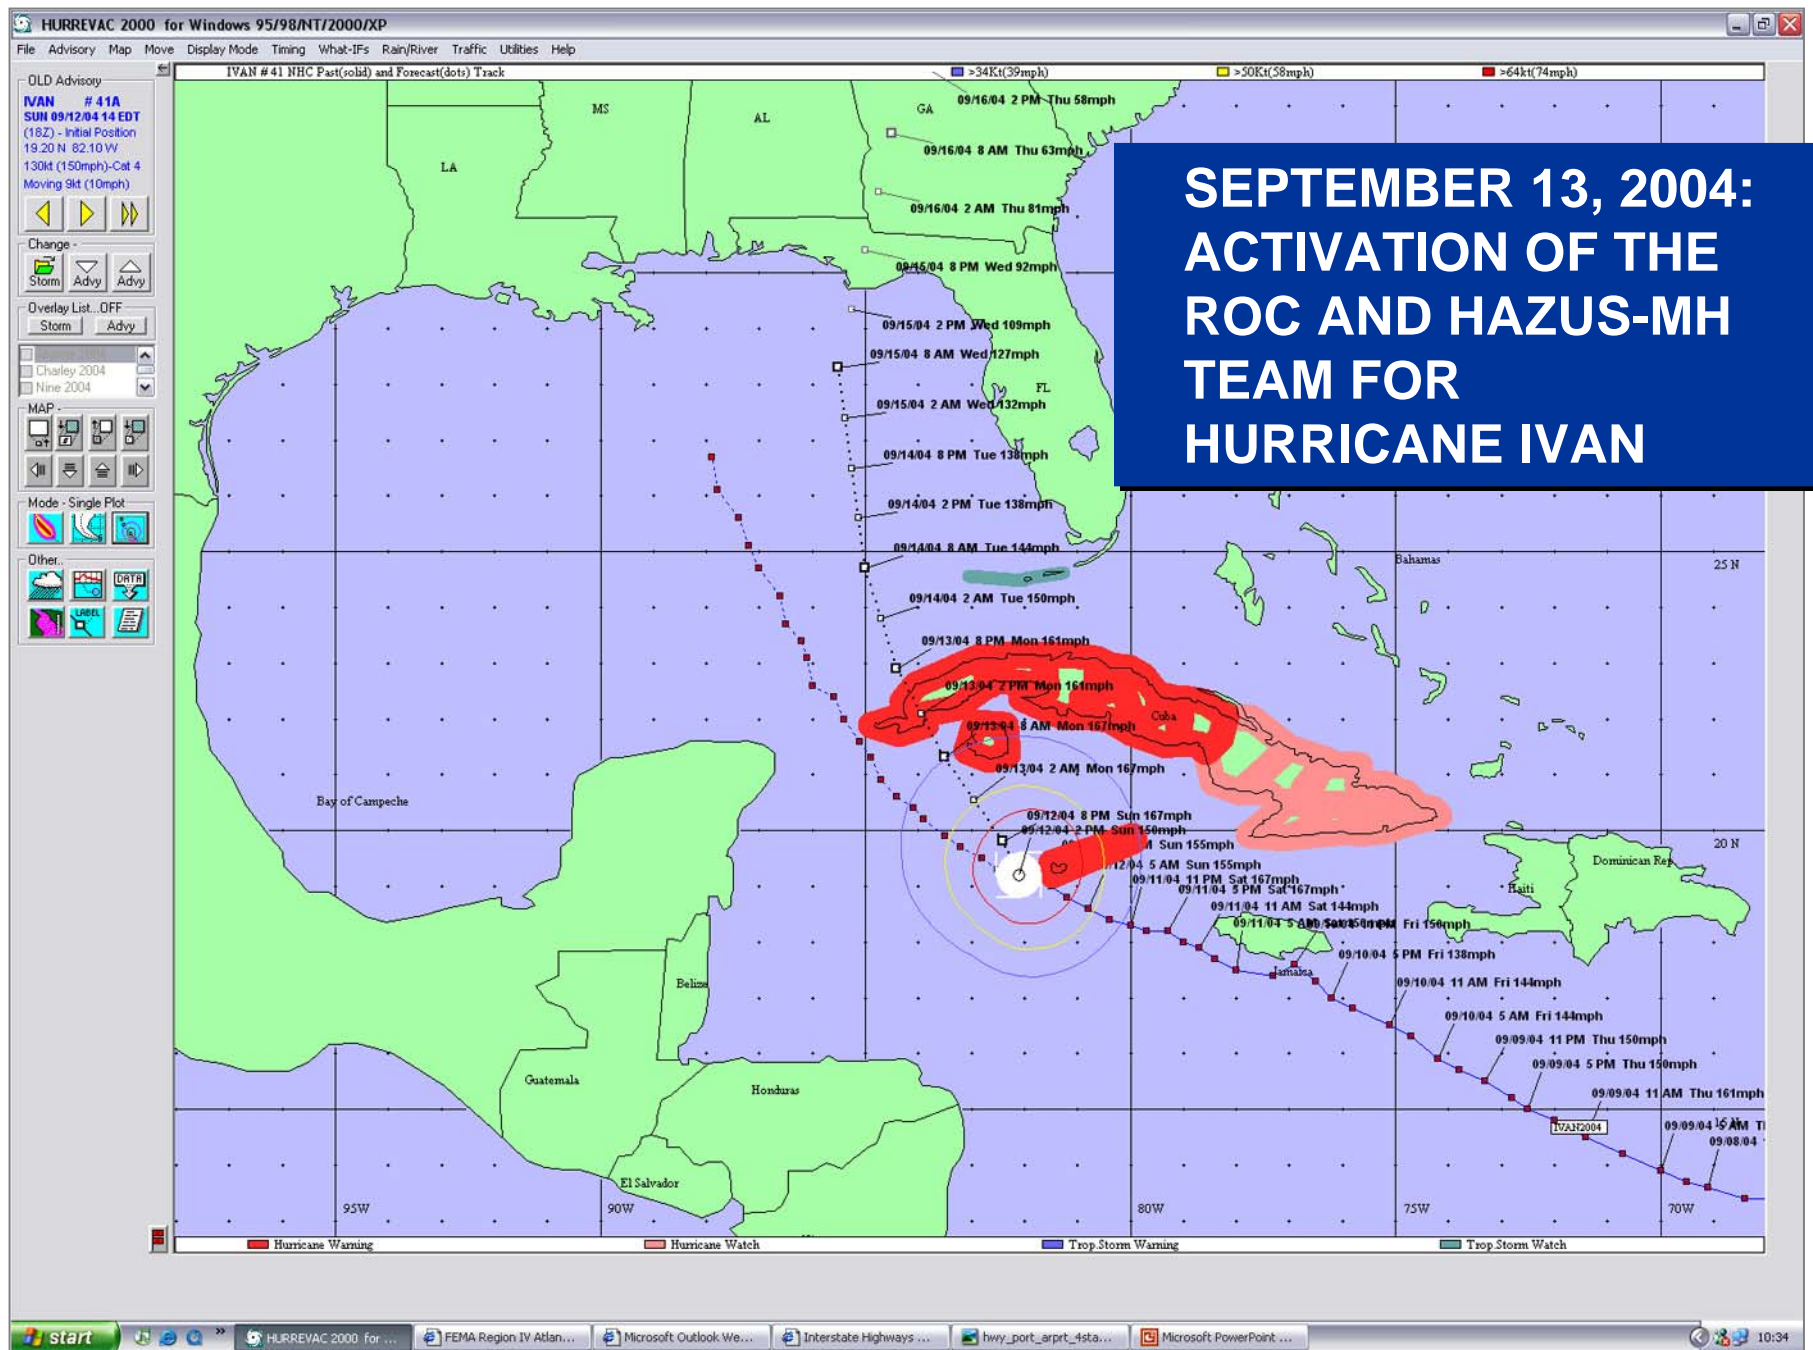 HURREVAC 2000 for Windows 95/98/NT/2000/XP
File Advisory Map Move Display Mode Timing What-IFs Rain/River Traffic Utilities Help
OLD Advisory
IVAN # 41A
SUN 09/12/04 14 EDT
(18Z) - Initial Position
19.20 N 82.10 W
130kt (150mph)-Cat 4
Moving 9kt (10mph)
Change -
Storm Advy Advy
Overlay List...OFF
Storm Advy
Charley 2004
Nine 2004
MAP -
Mode - Single Plot
Other..
DATA
LABEL
IVAN # 41 NHC Past(solid) and Forecast(dots) Track
>34Kt(39mph) >50Kt(58mph) >64kt(74mph)
SEPTEMBER 13, 2004:
ACTIVATION OF THE
ROC AND HAZUS-MH
TEAM FOR
HURRICANE IVAN
MS
AL
GA
LA
FL
09/16/04 2 PM Thu 58mph
09/16/04 8 AM Thu 63mph
09/16/04 2 AM Thu 81mph
09/15/04 8 PM Wed 92mph
09/15/04 2 PM Wed 109mph
09/15/04 8 AM Wed 127mph
09/15/04 2 AM Wed 132mph
09/14/04 8 PM Tue 138mph
09/14/04 2 PM Tue 138mph
09/14/04 8 AM Tue 144mph
09/14/04 2 AM Tue 150mph
09/13/04 8 PM Mon 161mph
09/13/04 2 PM Mon 161mph
09/13/04 8 AM Mon 167mph
09/13/04 2 AM Mon 167mph
09/12/04 8 PM Sun 167mph
09/12/04 2 PM Sun 150mph
Sun 155mph
5 AM Sun 155mph
09/11/04 11 PM Sat 167mph
09/11/04 5 PM Sat 167mph
09/11/04 11 AM Sat 144mph
09/11/04 5 AM
Fri 150mph
09/10/04 5 PM Fri 138mph
09/10/04 11 AM Fri 144mph
09/10/04 5 AM Fri 144mph
09/09/04 11 PM Thu 150mph
09/09/04 5 PM Thu 150mph
09/09/04 11 AM Thu 161mph
09/09/04 5 AM
09/08/04
IVAN2004
Bahamas
25 N
Cuba
20 N
Dominican Rep
Haiti
Jamaica
Bay of Campeche
Belize
Guatemala
Honduras
El Salvador
95W
90W
80W
75W
70W
Hurricane Warning Hurricane Watch Trop.Storm Warning Trop.Storm Watch
start
HURREVAC 2000 for ...
FEMA Region IV Atlan...
Microsoft Outlook We...
Interstate Highways ...
hwy_port_arprt_4sta...
Microsoft PowerPoint ...
10:34